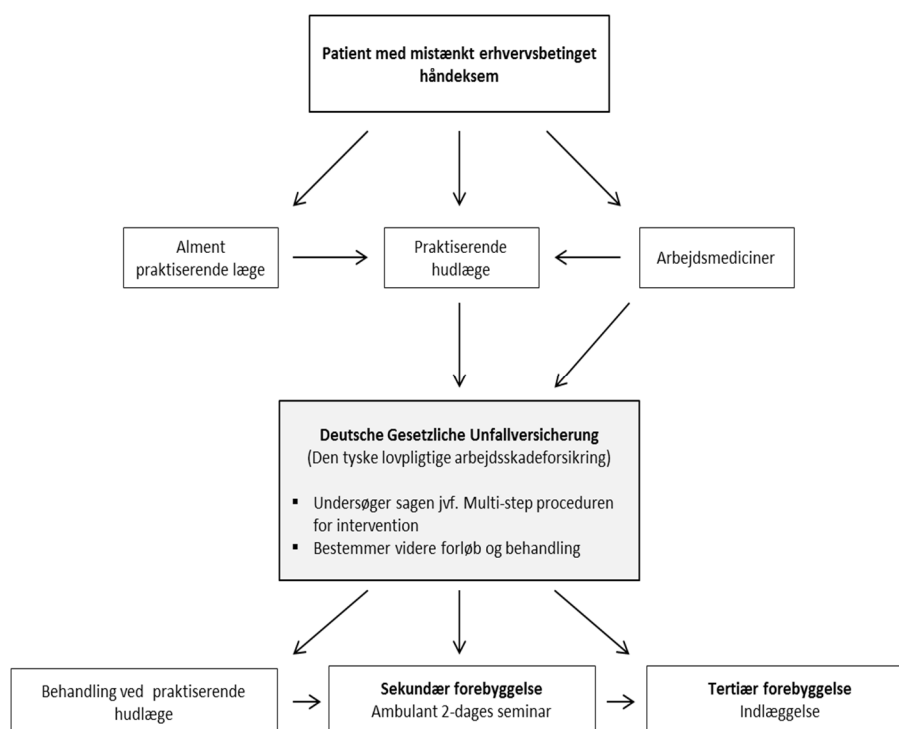 Patient med mistænkt erhvervsbetinget
håndeksem
Alment
praktiserende læge
Praktiserende
hudlæge
Arbejdsmediciner
Deutsche Gesetzliche Unfallversicherung
(Den tyske lovpligtige arbejdsskadeforsikring)
▪ Undersøger sagen jvf. Multi-step proceduren
for intervention
▪ Bestemmer videre forløb og behandling
Behandling ved praktiserende
hudlæge
Sekundær forebyggelse
Ambulant 2-dages seminar
Tertiær forebyggelse
Indlæggelse